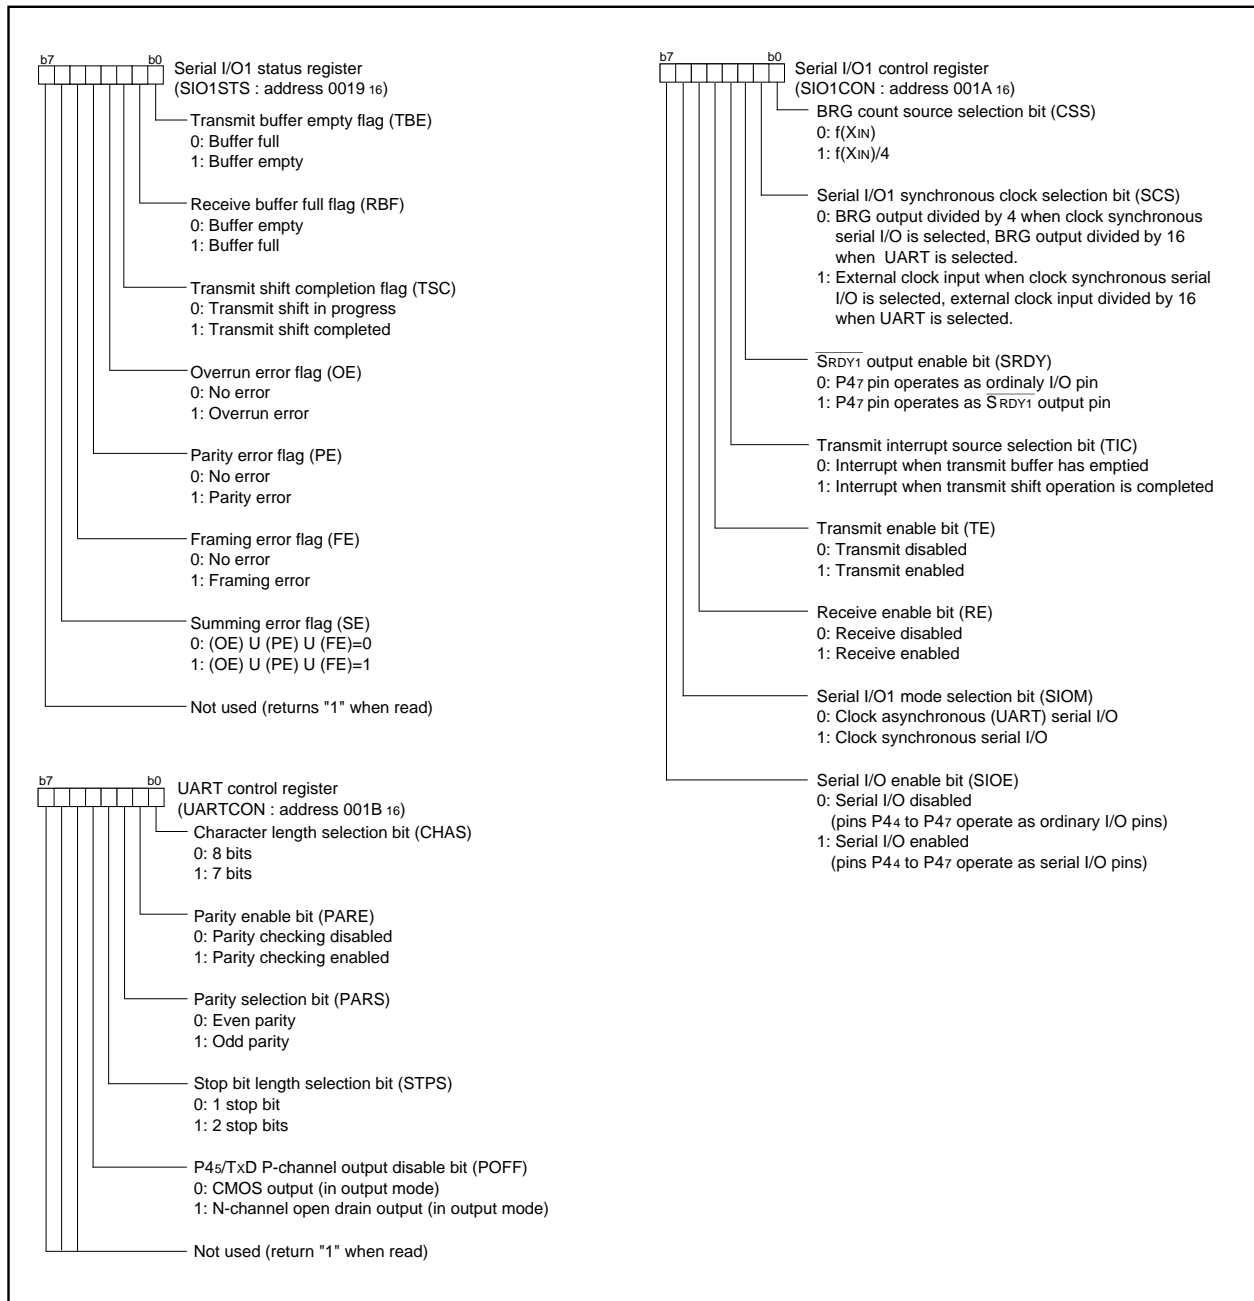 b7 b0
Serial I/O1 status register
(SIO1STS : address 0019 16)
Transmit buffer empty flag (TBE)
0: Buffer full
1: Buffer empty
Receive buffer full flag (RBF)
0: Buffer empty
1: Buffer full
Transmit shift completion flag (TSC)
0: Transmit shift in progress
1: Transmit shift completed
Overrun error flag (OE)
0: No error
1: Overrun error
Parity error flag (PE)
0: No error
1: Parity error
Framing error flag (FE)
0: No error
1: Framing error
Summing error flag (SE)
0: (OE) U (PE) U (FE)=0
1: (OE) U (PE) U (FE)=1
Not used (returns "1" when read)
b7 b0
UART control register
(UARTCON : address 001B 16)
Character length selection bit (CHAS)
0: 8 bits
1: 7 bits
Parity enable bit (PARE)
0: Parity checking disabled
1: Parity checking enabled
Parity selection bit (PARS)
0: Even parity
1: Odd parity
Stop bit length selection bit (STPS)
0: 1 stop bit
1: 2 stop bits
P45/TXD P-channel output disable bit (POFF)
0: CMOS output (in output mode)
1: N-channel open drain output (in output mode)
Not used (return "1" when read)
b7 b0
Serial I/O1 control register
(SIO1CON : address 001A 16)
BRG count source selection bit (CSS)
0: f(XIN)
1: f(XIN)/4
Serial I/O1 synchronous clock selection bit (SCS)
0: BRG output divided by 4 when clock synchronous
serial I/O is selected, BRG output divided by 16
when UART is selected.
1: External clock input when clock synchronous serial
I/O is selected, external clock input divided by 16
when UART is selected.
SRDY1 output enable bit (SRDY)
0: P47 pin operates as ordinaly I/O pin
1: P47 pin operates as SRDY1 output pin
Transmit interrupt source selection bit (TIC)
0: Interrupt when transmit buffer has emptied
1: Interrupt when transmit shift operation is completed
Transmit enable bit (TE)
0: Transmit disabled
1: Transmit enabled
Receive enable bit (RE)
0: Receive disabled
1: Receive enabled
Serial I/O1 mode selection bit (SIOM)
0: Clock asynchronous (UART) serial I/O
1: Clock synchronous serial I/O
Serial I/O enable bit (SIOE)
0: Serial I/O disabled
(pins P44 to P47 operate as ordinary I/O pins)
1: Serial I/O enabled
(pins P44 to P47 operate as serial I/O pins)